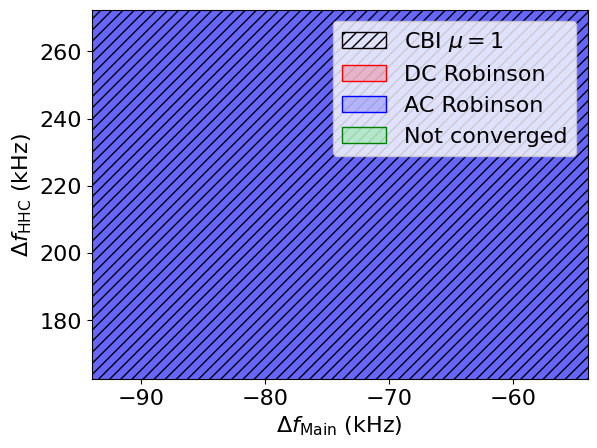 CBI μ = 1
DC Robinson
AC Robinson
Not converged
260
240
220
200
180
Δf_HHC (kHz)
−90
−80
−70
−60
Δf_Main (kHz)